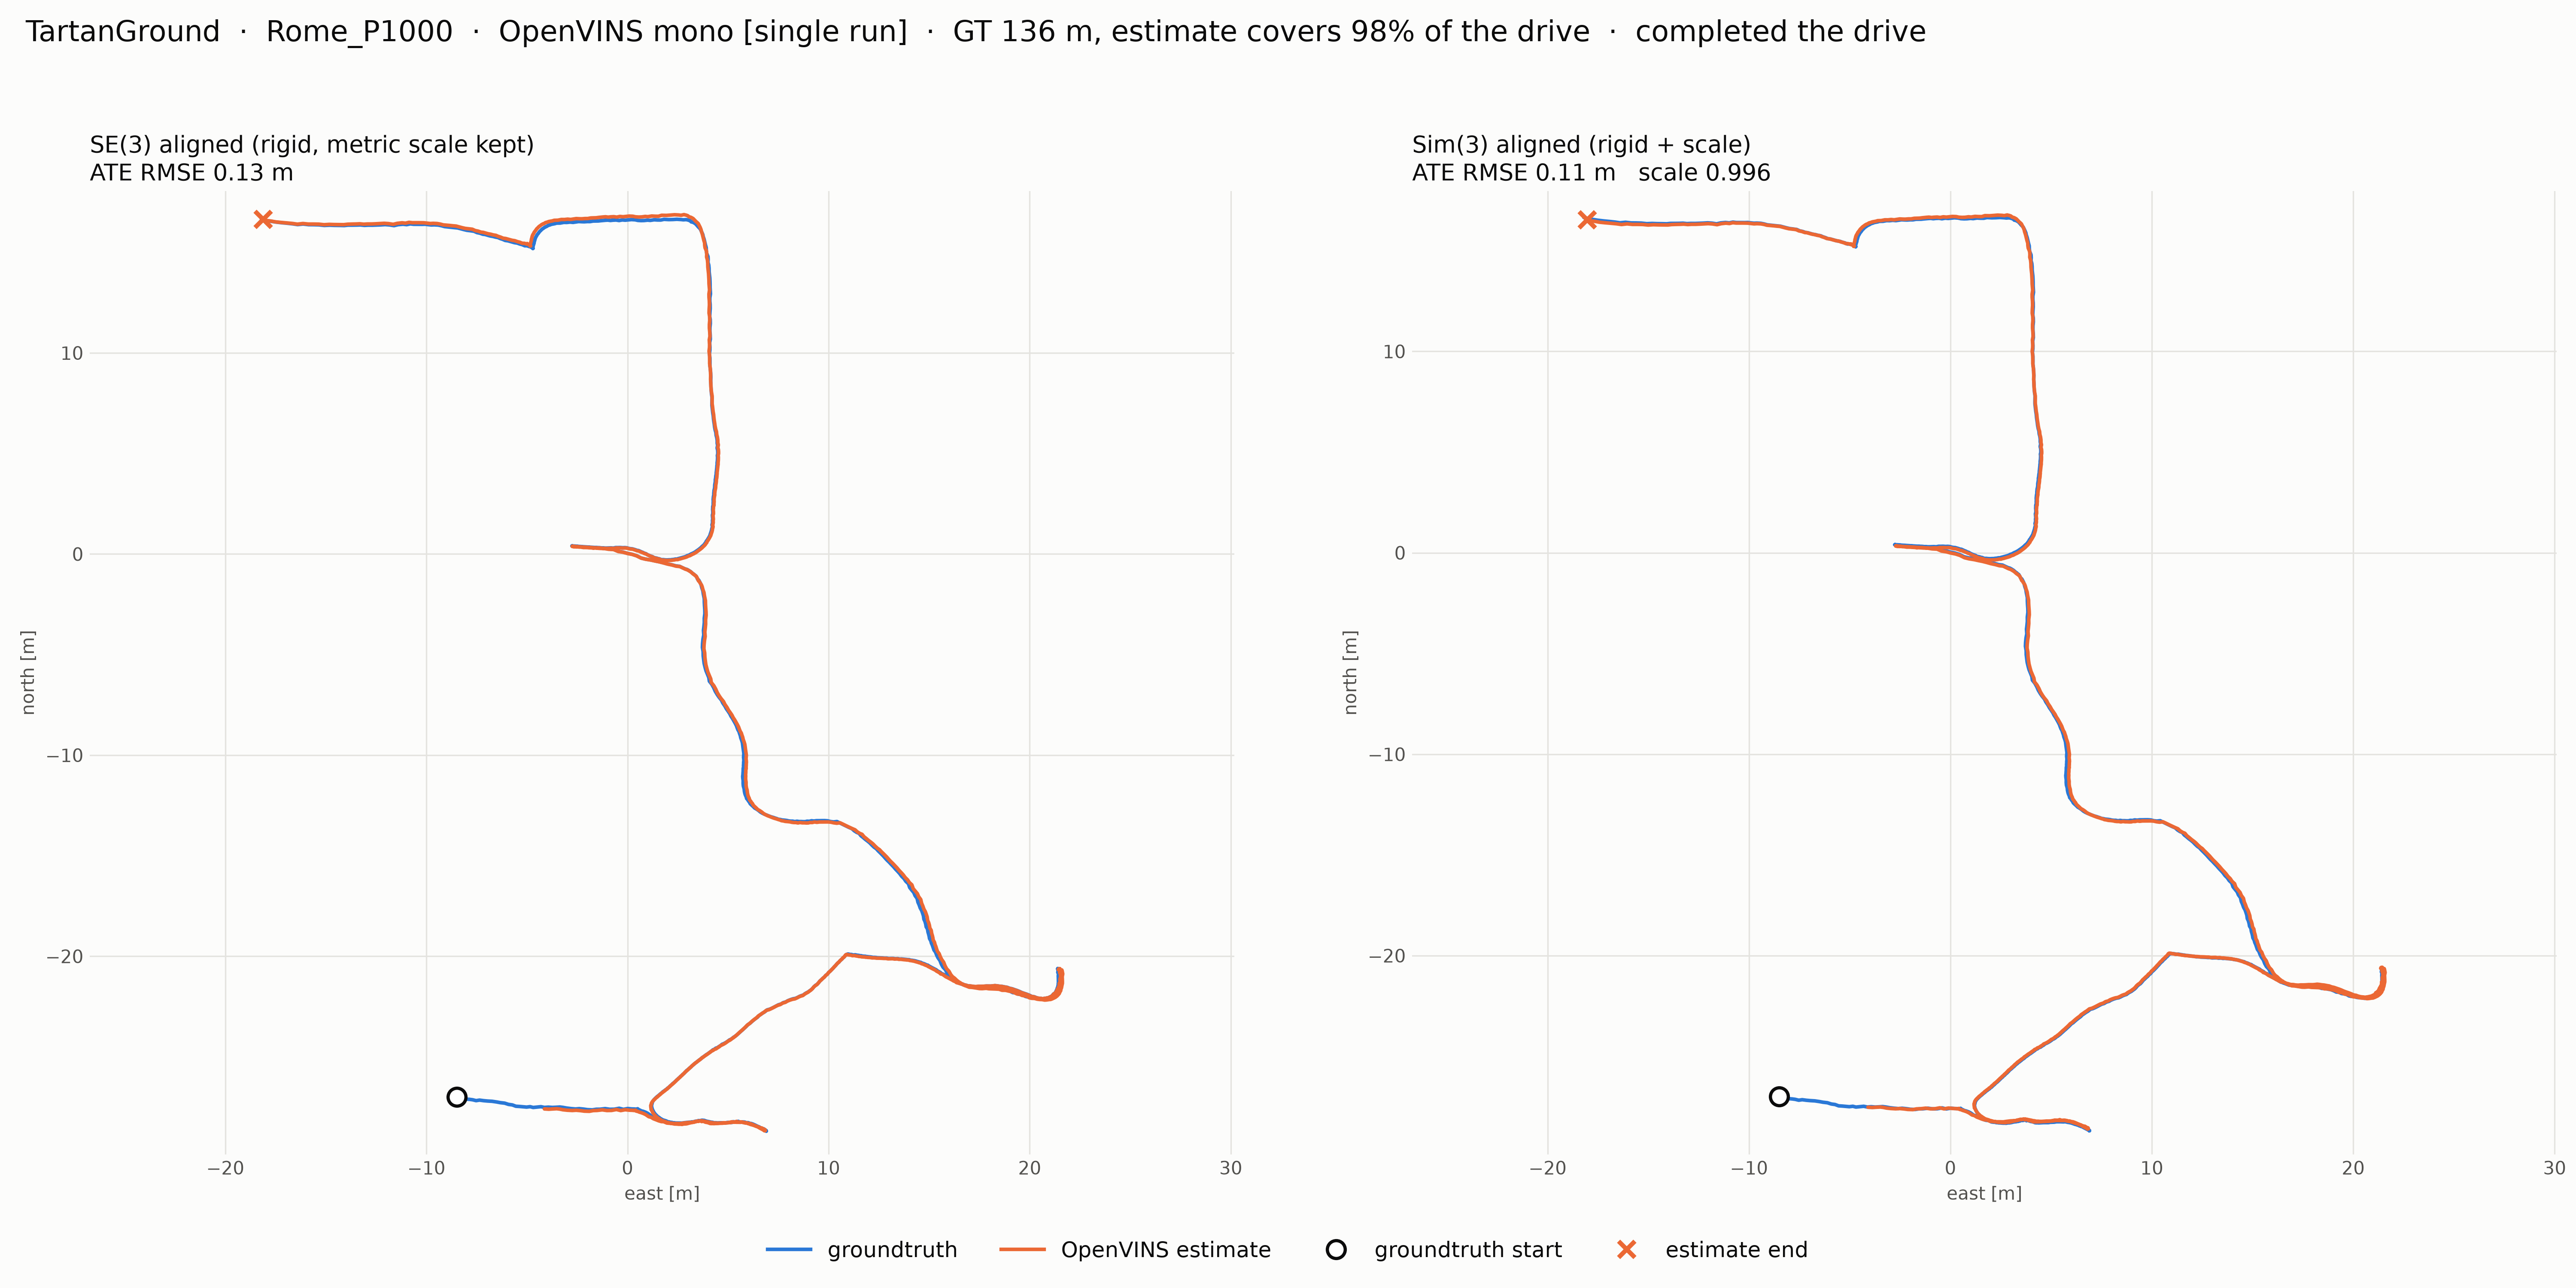 TartanGround · Rome_P1000 · OpenVINS mono [single run] · GT 136 m, estimate covers 98% of the drive · completed the drive
SE(3) aligned (rigid, metric scale kept)
ATE RMSE 0.13 m
10
0
−10
−20
north [m]
−20
−10
0
10
20
30
east [m]
Sim(3) aligned (rigid + scale)
ATE RMSE 0.11 m   scale 0.996
10
0
−10
−20
north [m]
−20
−10
0
10
20
30
east [m]
groundtruth
OpenVINS estimate
groundtruth start
estimate end